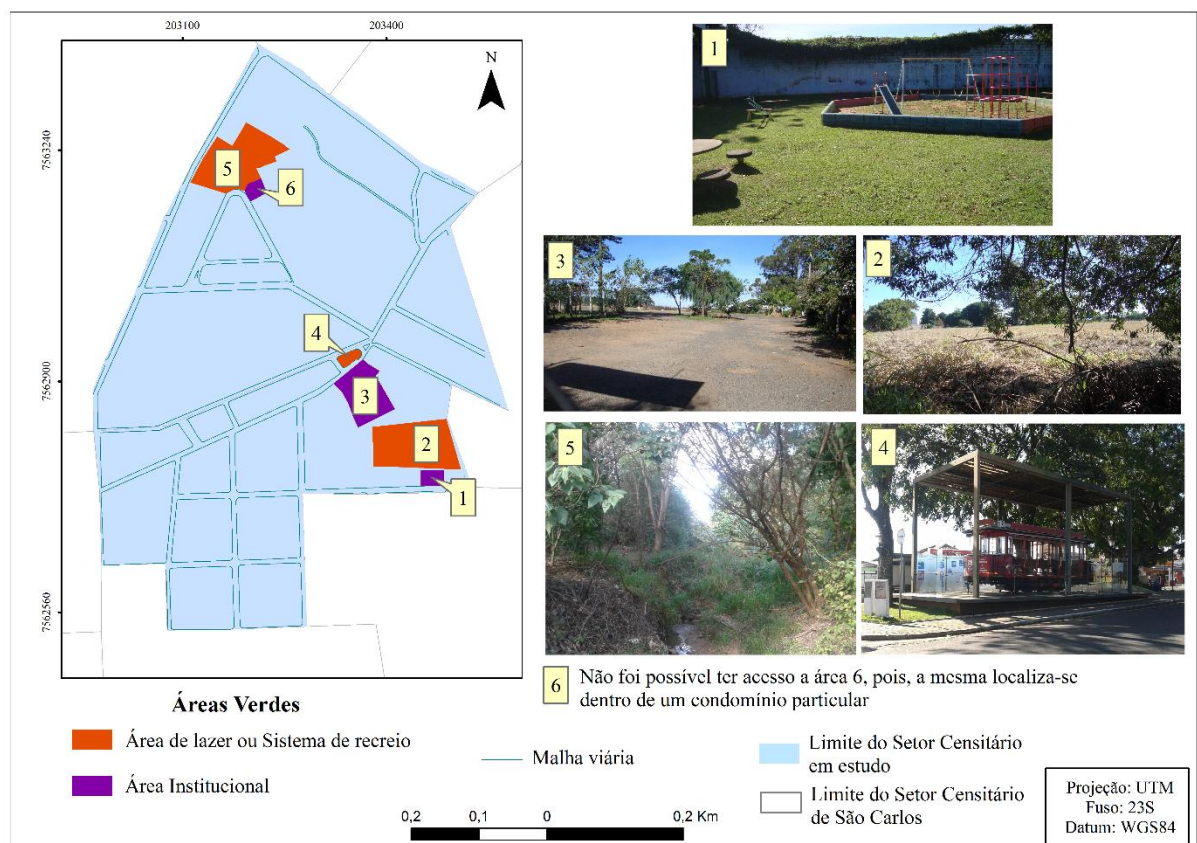 203100
203400
N
7563240
7562900
7562560
5
6
4
3
2
1
1
3
2
5
4
6
Não foi possível ter acesso a área 6, pois, a mesma localiza-se
dentro de um condomínio particular
Áreas Verdes
Área de lazer ou Sistema de recreio
Área Institucional
Malha viária
Limite do Setor Censitário
em estudo
Limite do Setor Censitário
de São Carlos
0,2
0,1
0
0,2 Km
Projeção: UTM
Fuso: 23S
Datum: WGS84